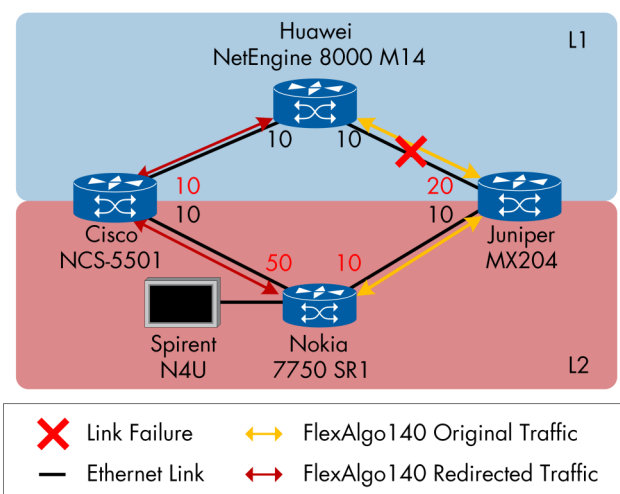 Huawei
NetEngine 8000 M14
L1
10 10
10 20
10 10
Cisco
NCS-5501
Juniper
MX204
50 10
Spirent
N4U
Nokia
7750 SR1
L2
Link Failure
FlexAlgo140 Original Traffic
Ethernet Link
FlexAlgo140 Redirected Traffic